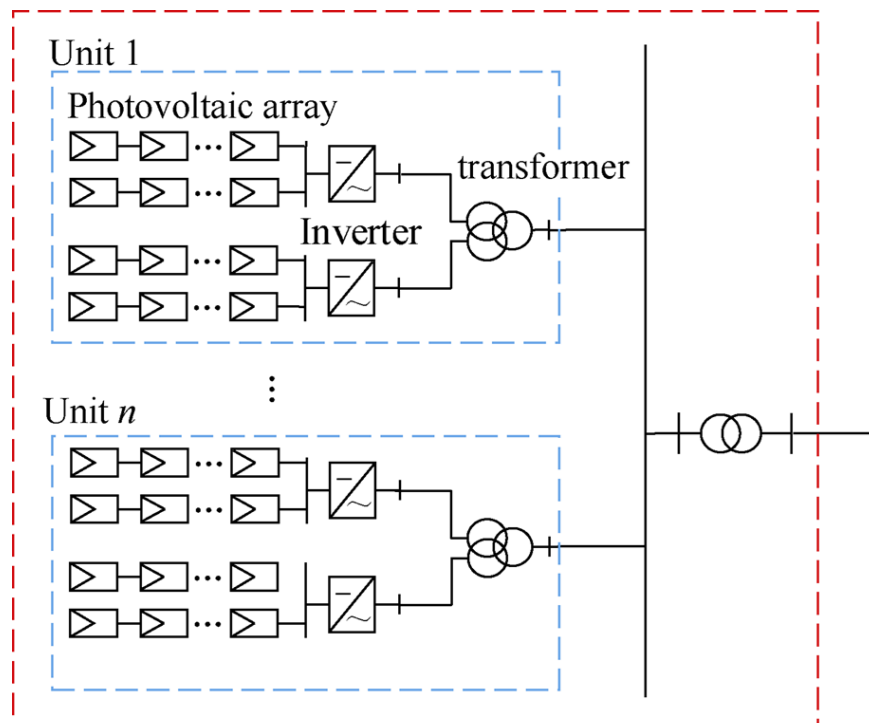 Unit 1
Photovoltaic array
transformer
Inverter
Unit n